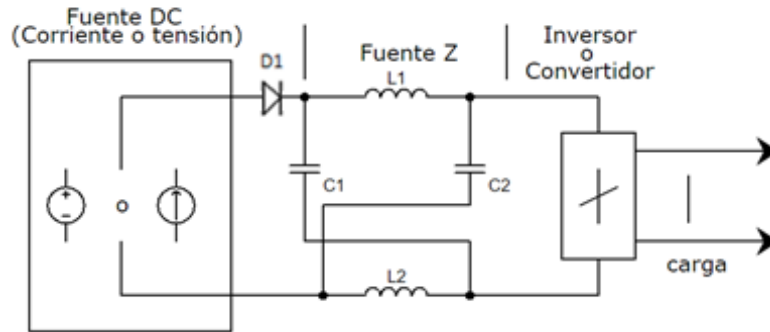 Fuente DC
(Corriente o tensión)
Fuente Z
Inversor
o
Convertidor
D1
L1
C1
C2
+
-
o
L2
carga